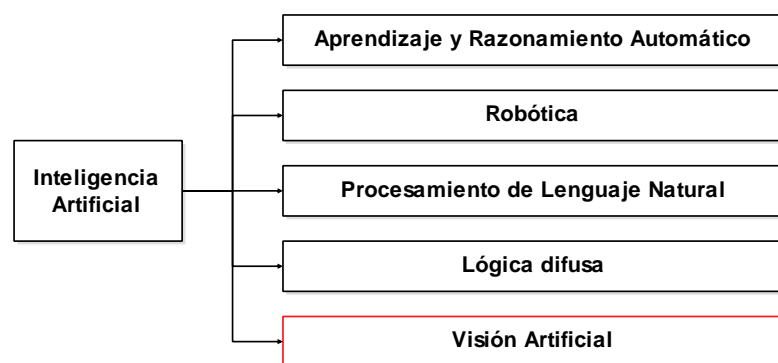 Aprendizaje y Razonamiento Automático
Robótica
Inteligencia
Artificial
Procesamiento de Lenguaje Natural
Lógica difusa
Visión Artificial